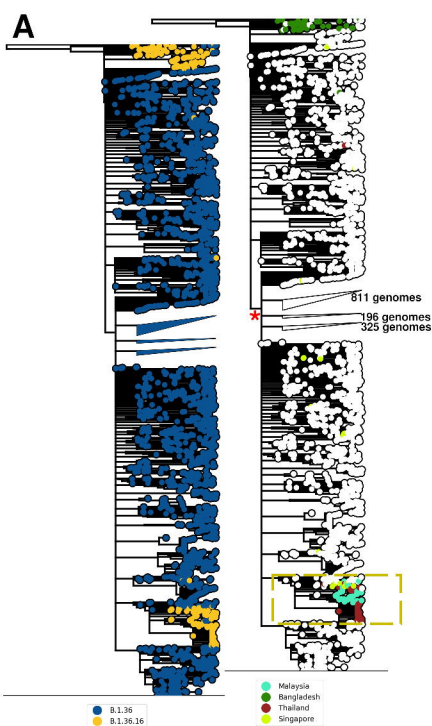 A
811 genomes
*
196 genomes
325 genomes
B.1.36
B.1.36.16
Malaysia
Bangladesh
Thailand
Singapore